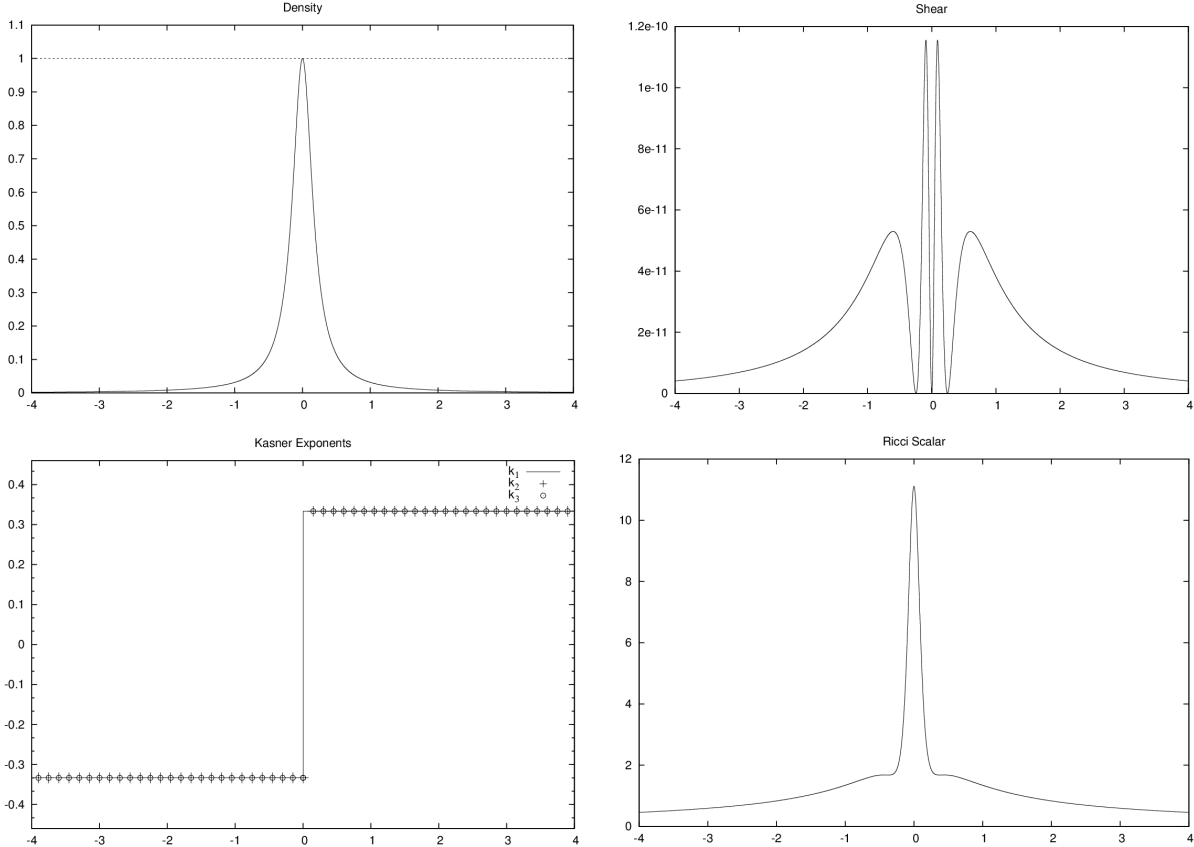 Density
1.1
1
0.9
0.8
0.7
0.6
0.5
0.4
0.3
0.2
0.1
0
-4 -3 -2 -1 0 1 2 3 4
Shear
1.2e-10
1e-10
8e-11
6e-11
4e-11
2e-11
0
-4 -3 -2 -1 0 1 2 3 4
Kasner Exponents
k1
k2
k3
0.4
0.3
0.2
0.1
0
-0.1
-0.2
-0.3
-0.4
-4 -3 -2 -1 0 1 2 3 4
Ricci Scalar
12
10
8
6
4
2
0
-4 -3 -2 -1 0 1 2 3 4